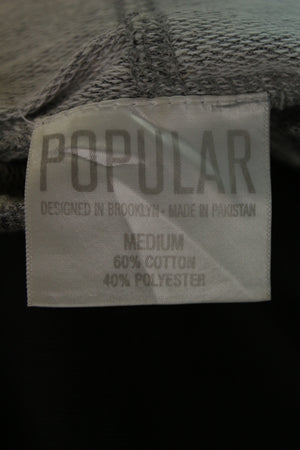 POPULAR
DESIGNED IN BROOKLYN • MADE IN PAKISTAN
MEDIUM
60% COTTON
40% POLYESTER